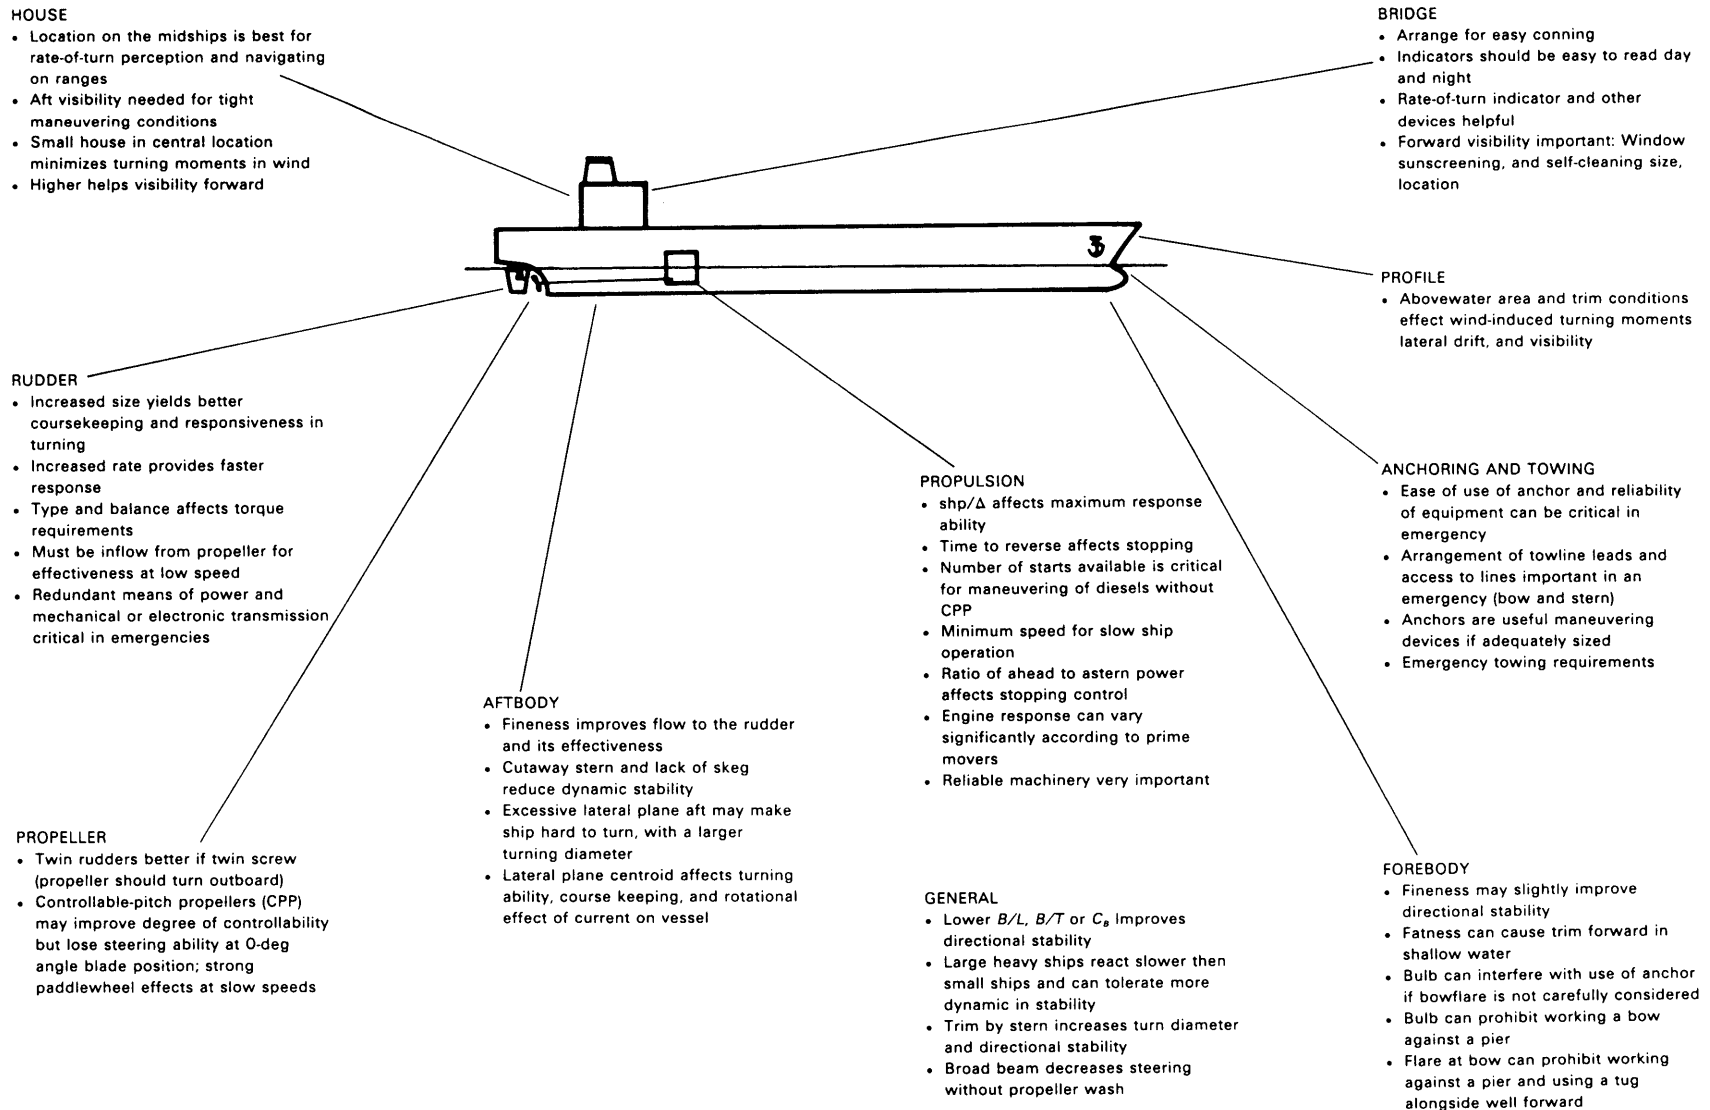 HOUSE
• Location on the midships is best for
rate-of-turn perception and navigating
on ranges
• Aft visibility needed for tight
maneuvering conditions
• Small house in central location
minimizes turning moments in wind
• Higher helps visibility forward
BRIDGE
• Arrange for easy conning
• Indicators should be easy to read day
and night
• Rate-of-turn indicator and other
devices helpful
• Forward visibility important: Window
sunscreening, and self-cleaning size,
location
PROFILE
• Abovewater area and trim conditions
effect wind-induced turning moments
lateral drift, and visibility
RUDDER
• Increased size yields better
coursekeeping and responsiveness in
turning
• Increased rate provides faster
response
• Type and balance affects torque
requirements
• Must be inflow from propeller for
effectiveness at low speed
• Redundant means of power and
mechanical or electronic transmission
critical in emergencies
PROPULSION
• shp/Δ affects maximum response
ability
• Time to reverse affects stopping
• Number of starts available is critical
for maneuvering of diesels without
CPP
• Minimum speed for slow ship
operation
• Ratio of ahead to astern power
affects stopping control
• Engine response can vary
significantly according to prime
movers
• Reliable machinery very important
ANCHORING AND TOWING
• Ease of use of anchor and reliability
of equipment can be critical in
emergency
• Arrangement of towline leads and
access to lines important in an
emergency (bow and stern)
• Anchors are useful maneuvering
devices if adequately sized
• Emergency towing requirements
AFTBODY
• Fineness improves flow to the rudder
and its effectiveness
• Cutaway stern and lack of skeg
reduce dynamic stability
• Excessive lateral plane aft may make
ship hard to turn, with a larger
turning diameter
• Lateral plane centroid affects turning
ability, course keeping, and rotational
effect of current on vessel
PROPELLER
• Twin rudders better if twin screw
(propeller should turn outboard)
• Controllable-pitch propellers (CPP)
may improve degree of controllability
but lose steering ability at 0-deg
angle blade position; strong
paddlewheel effects at slow speeds
GENERAL
• Lower B/L, B/T or C_B Improves
directional stability
• Large heavy ships react slower then
small ships and can tolerate more
dynamic in stability
• Trim by stern increases turn diameter
and directional stability
• Broad beam decreases steering
without propeller wash
FOREBODY
• Fineness may slightly improve
directional stability
• Fatness can cause trim forward in
shallow water
• Bulb can interfere with use of anchor
if bowflare is not carefully considered
• Bulb can prohibit working a bow
against a pier
• Flare at bow can prohibit working
against a pier and using a tug
alongside well forward